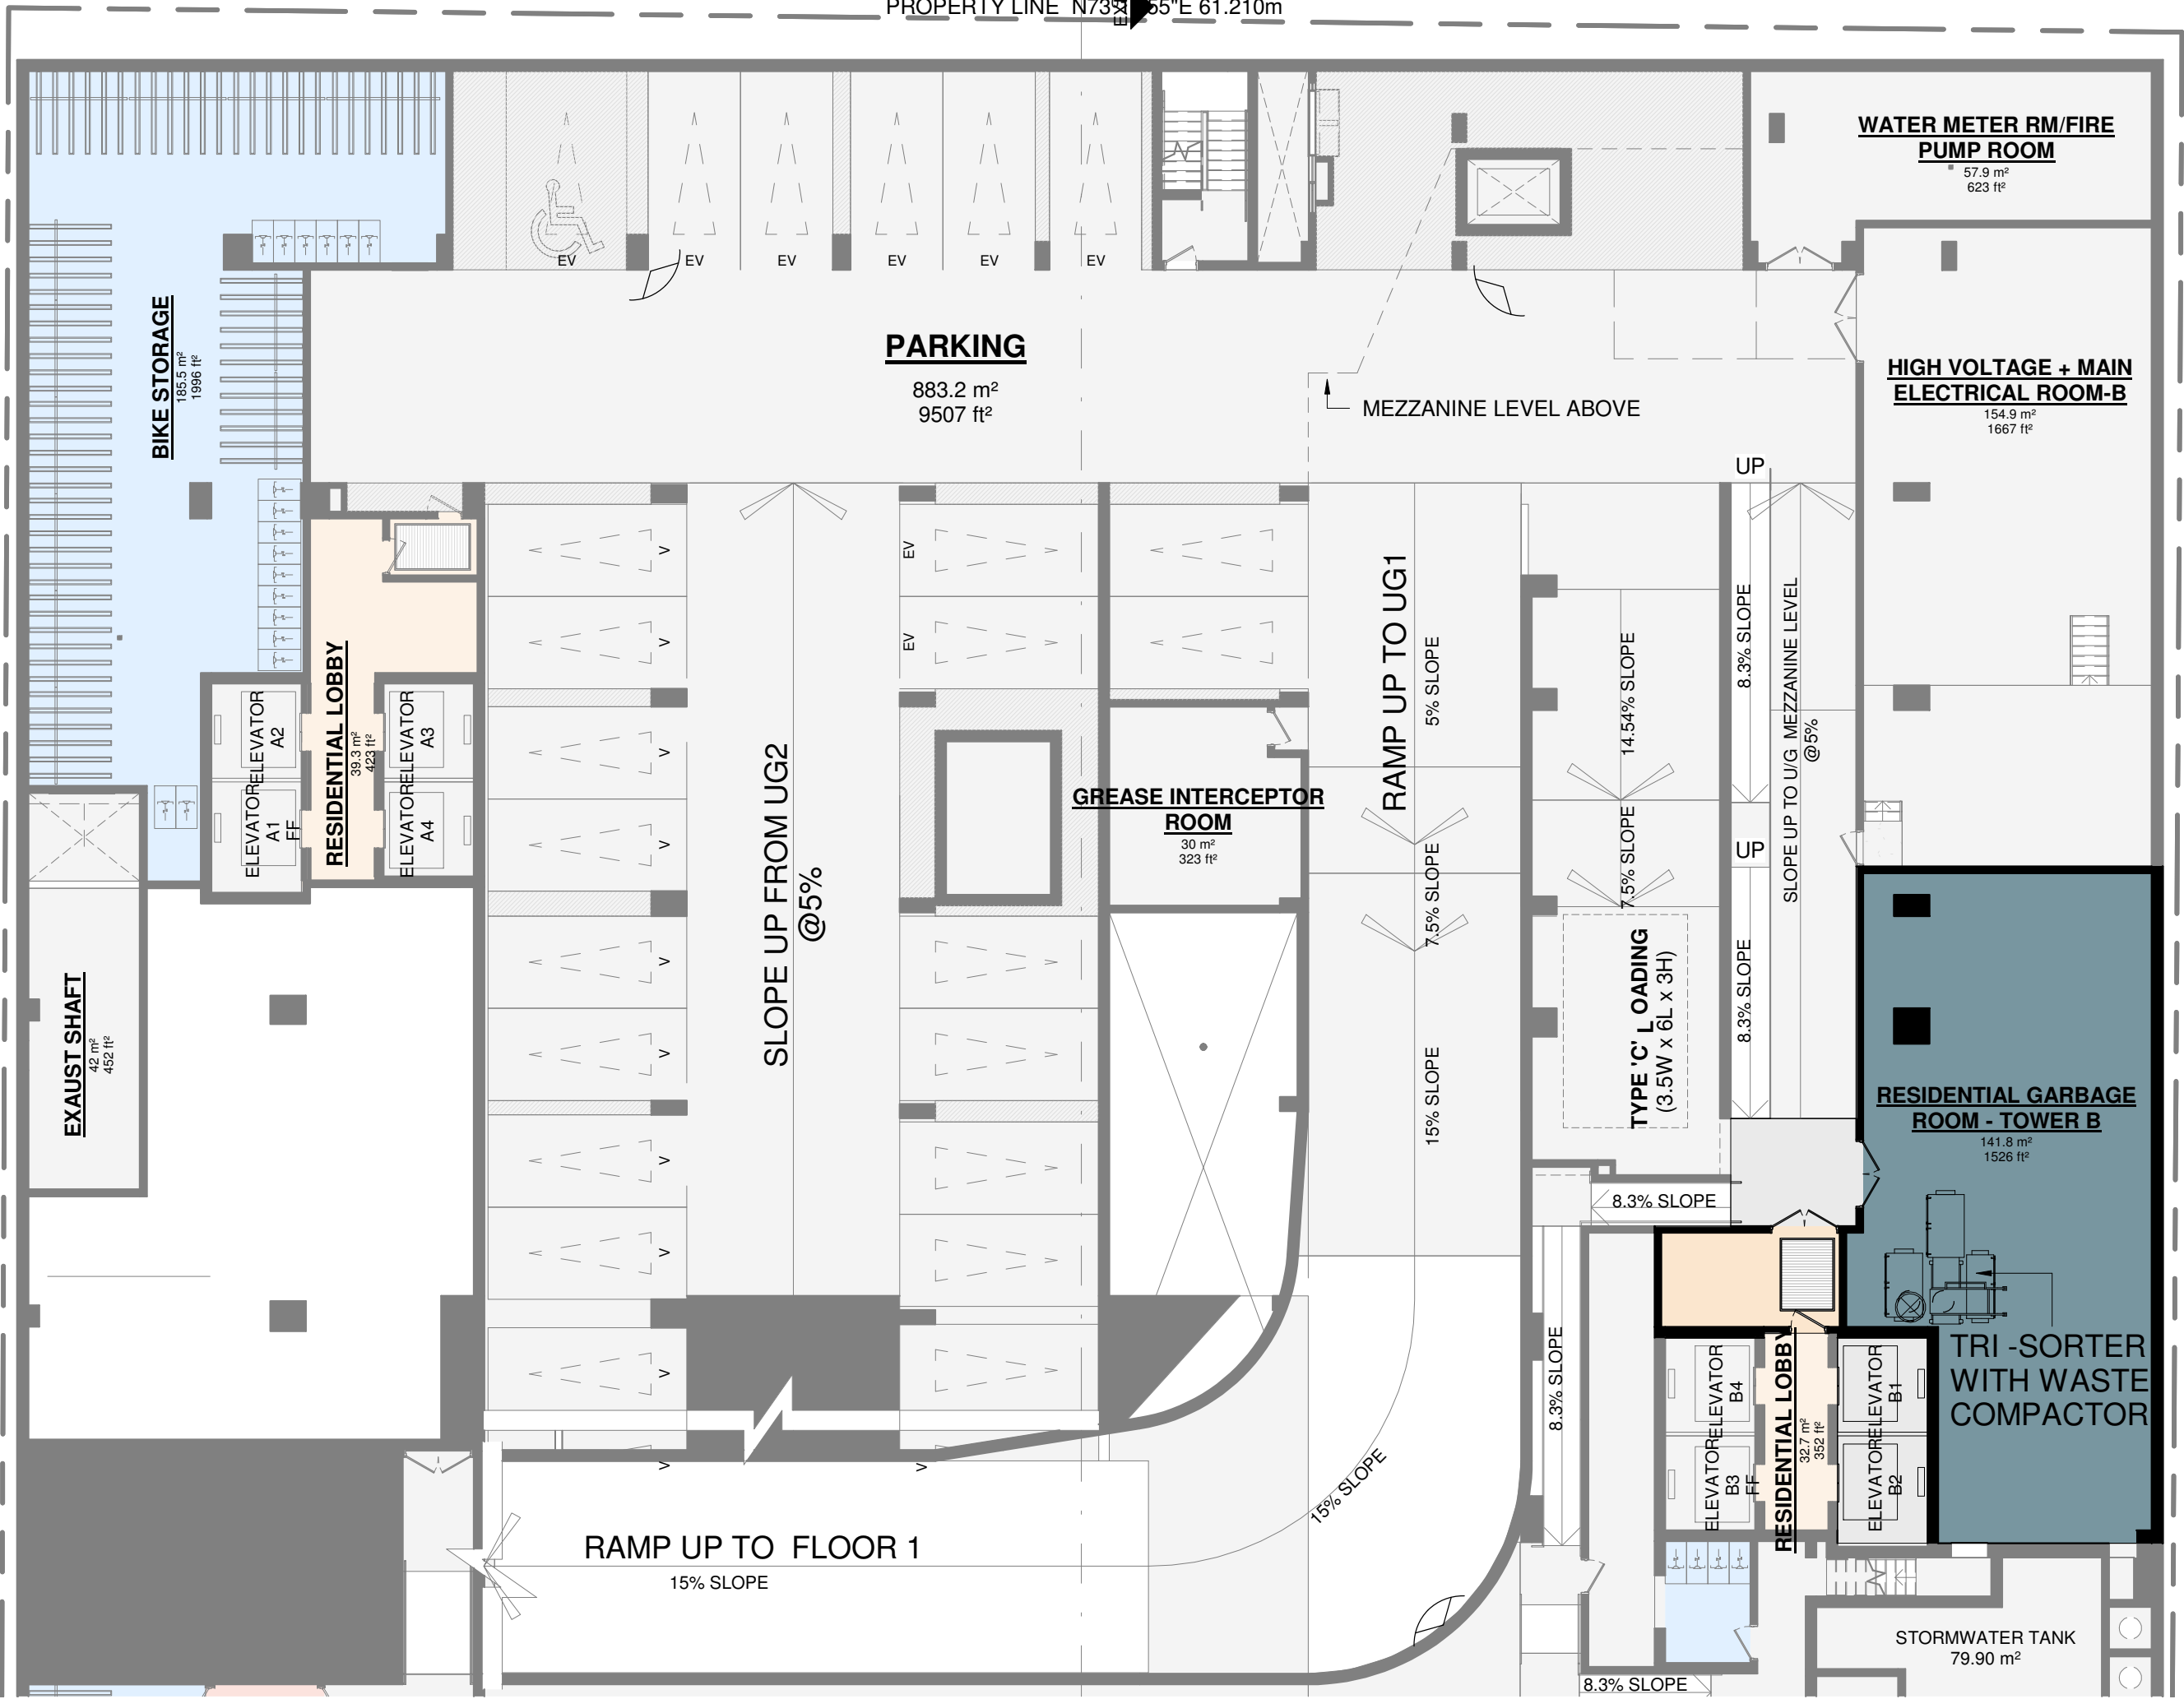 PROPERTY LINE N73
55"E 61.210m
WATER METER RM/FIRE
PUMP ROOM
57.9 m²
623 ft²
EV
EV
EV
EV
EV
EV
BIKE STORAGE
185.5 m²
1996 ft²
PARKING
883.2 m²
9507 ft²
MEZZANINE LEVEL ABOVE
HIGH VOLTAGE + MAIN
ELECTRICAL ROOM-B
154.9 m²
1667 ft²
UP
V
V
V
V
V
V
V
V
V
V
V
EV
EV
SLOPE UP FROM UG2
@5%
RAMP UP TO UG1
5% SLOPE
7.5% SLOPE
15% SLOPE
14.54% SLOPE
7.5% SLOPE
8.3% SLOPE
SLOPE UP TO U/G MEZZANINE LEVEL
@5%
UP
8.3% SLOPE
RESIDENTIAL LOBBY
39.3 m²
423 ft²
ELEVATOR
A2
ELEVATOR
A1
FF
ELEVATOR
A3
ELEVATOR
A4
GREASE INTERCEPTOR
ROOM
30 m²
323 ft²
EXAUST SHAFT
42 m²
452 ft²
TYPE 'C' LOADING
(3.5W x 6L x 3H)
RESIDENTIAL GARBAGE
ROOM - TOWER B
141.8 m²
1526 ft²
8.3% SLOPE
8.3% SLOPE
TRI -SORTER
WITH WASTE
COMPACTOR
RESIDENTIAL LOBBY
32.7 m²
352 ft²
ELEVATOR
B4
ELEVATOR
B3
FF
ELEVATOR
B1
ELEVATOR
B2
15% SLOPE
RAMP UP TO FLOOR 1
15% SLOPE
STORMWATER TANK
79.90 m²
8.3% SLOPE